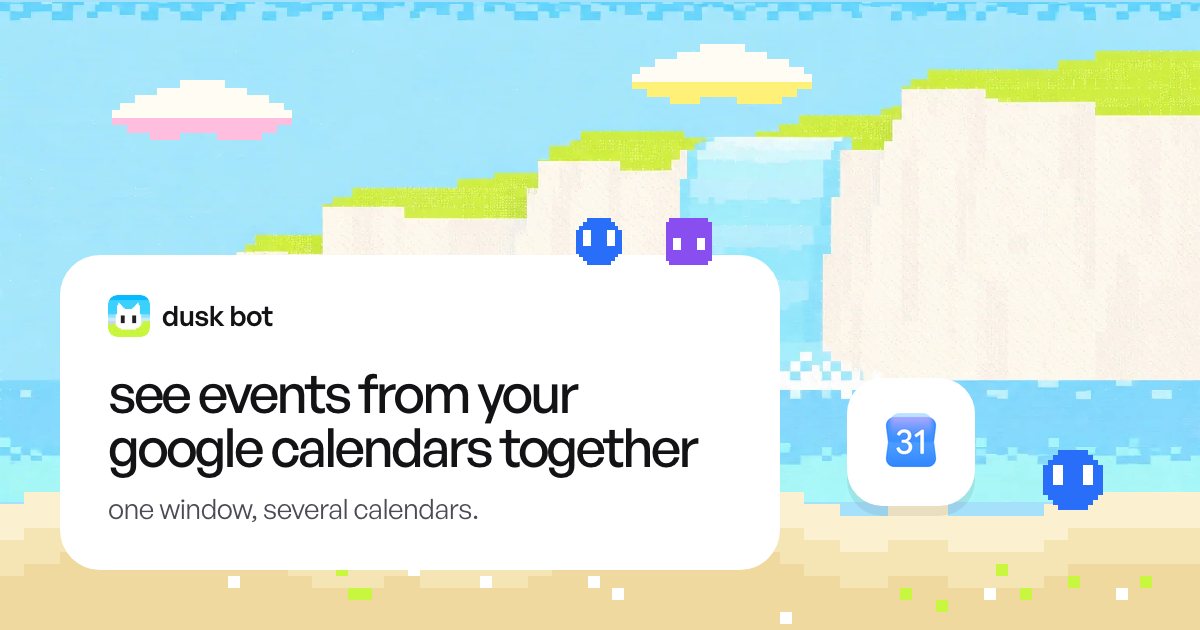 dusk bot
see events from your
google calendars together
one window, several calendars.
31